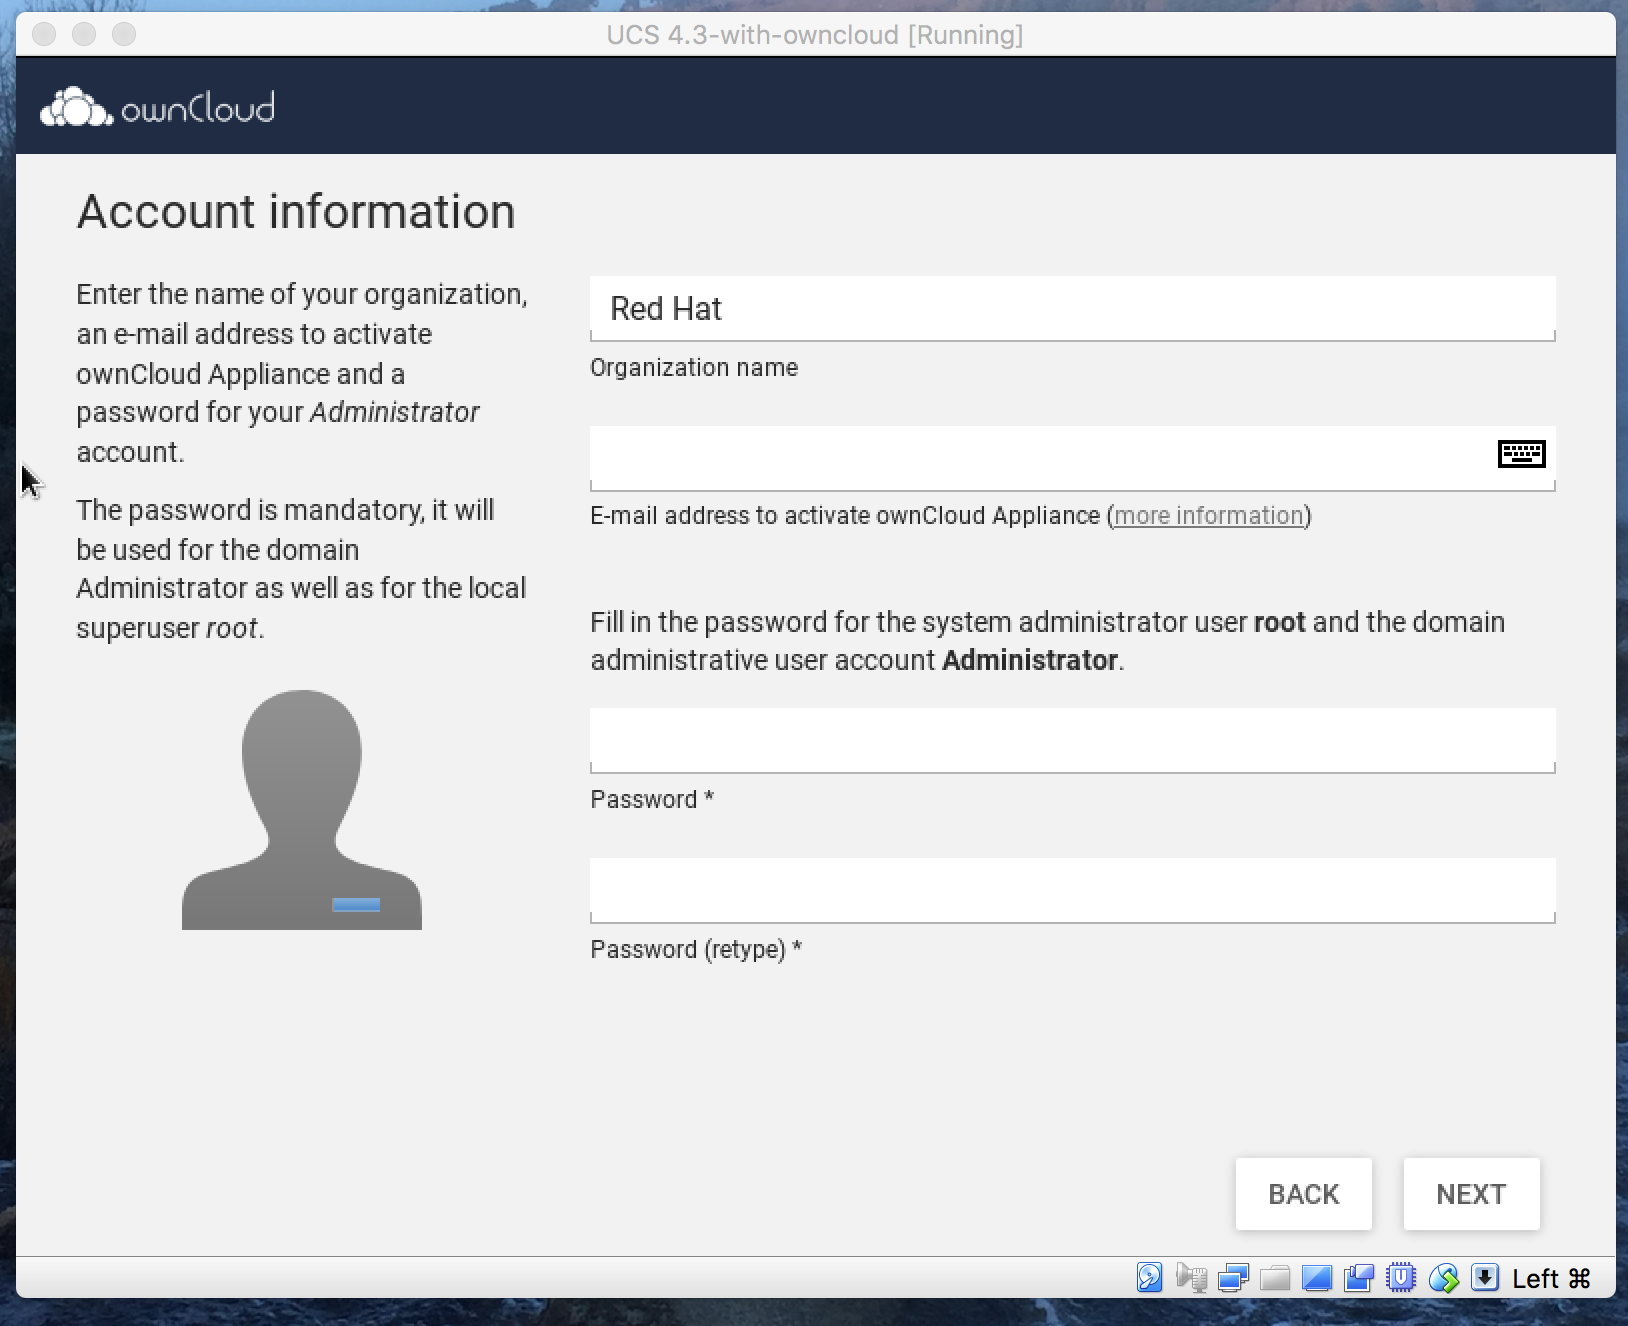 UCS 4.3-with-owncloud [Running]
ownCloud
Account information
Enter the name of your organization,
an e-mail address to activate
ownCloud Appliance and a
password for your Administrator
account.
The password is mandatory, it will
be used for the domain
Administrator as well as for the local
superuser root.
Red Hat
Organization name
E-mail address to activate ownCloud Appliance (more information)
Fill in the password for the system administrator user root and the domain
administrative user account Administrator.
Password *
Password (retype) *
BACK
NEXT
Left ⌘